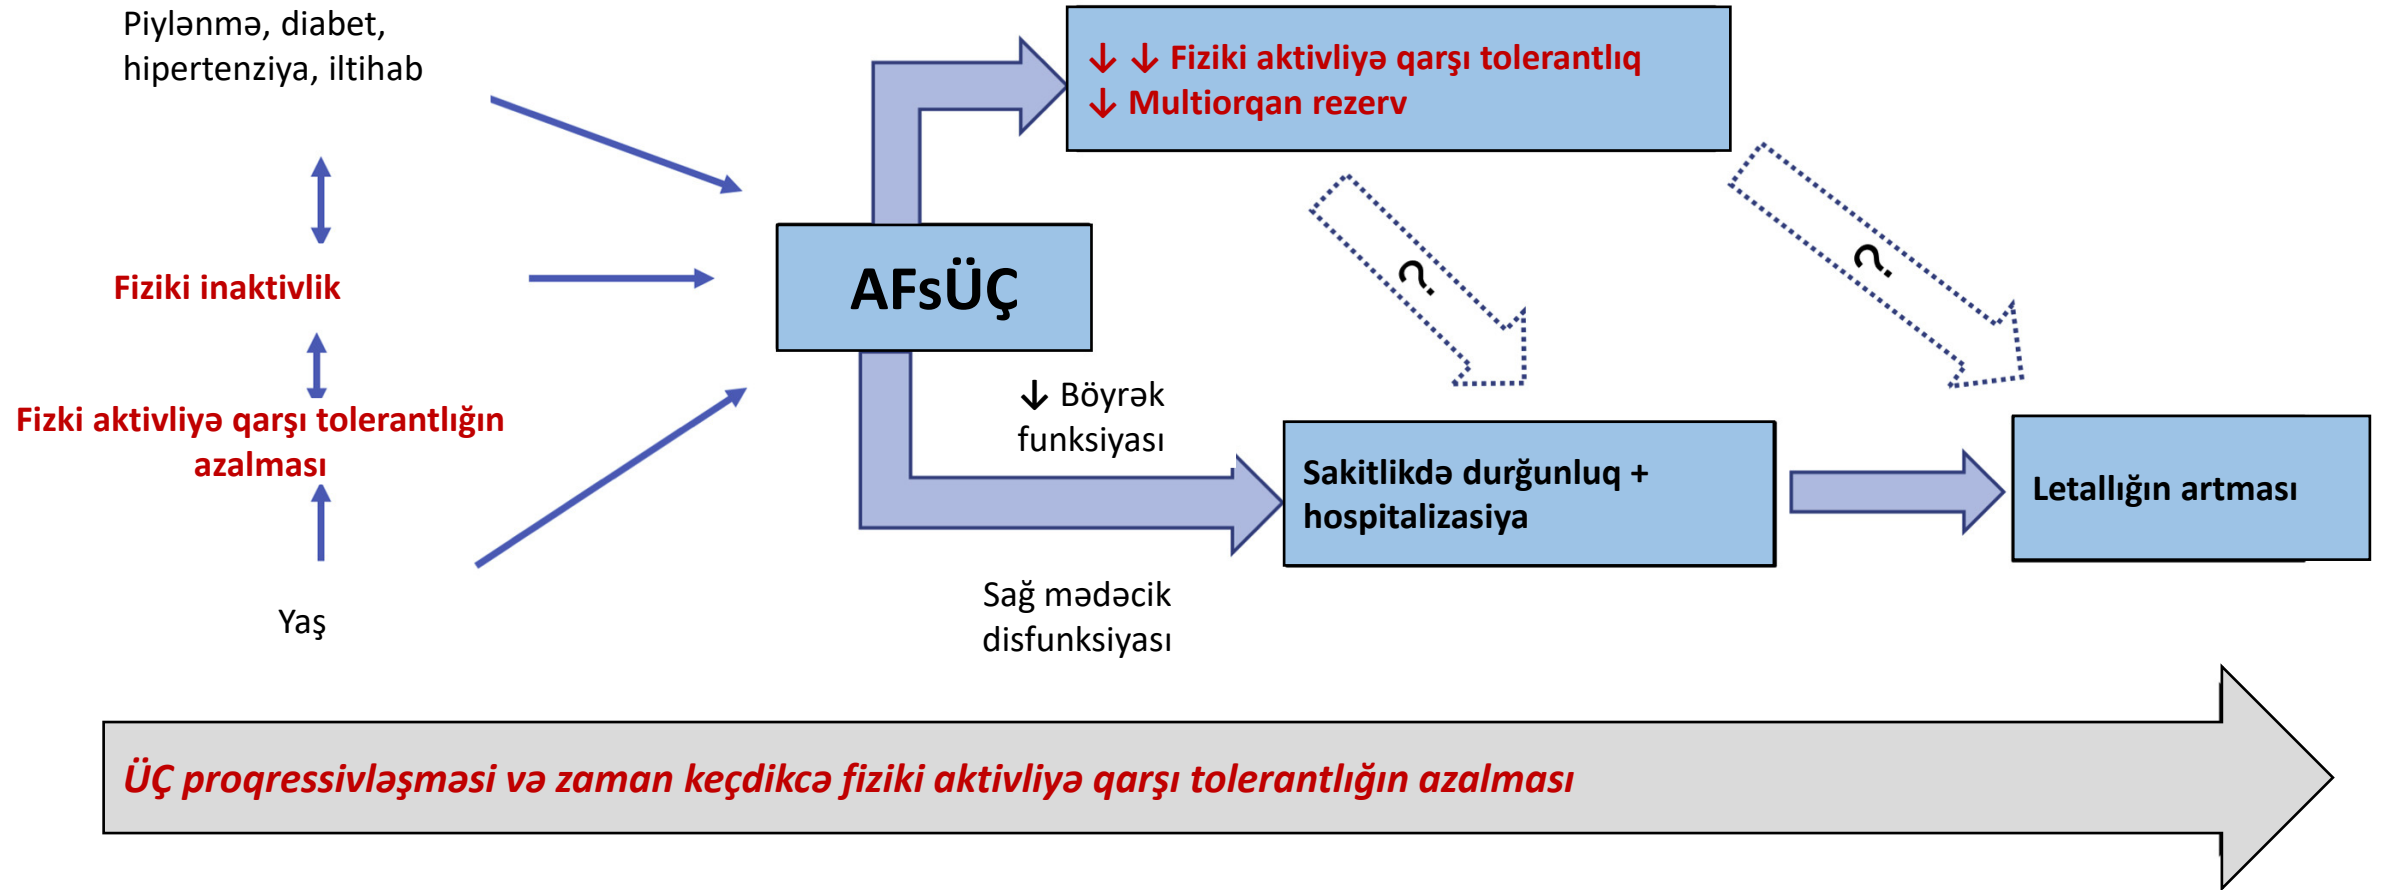 Piylənmə, diabet,
hipertenziya, iltihab
Fiziki inaktivlik
Fizki aktivliyə qarşı tolerantlığın
azalması
Yaş
AFsÜÇ
↓ ↓ Fiziki aktivliyə qarşı tolerantlıq
↓ Multiorqan rezerv
?
?
↓ Böyrək
funksiyası
Sağ mədəcik
disfunksiyası
Sakitlikdə durğunluq +
hospitalizasiya
Letallığın artması
ÜÇ proqressivləşməsi və zaman keçdikcə fiziki aktivliyə qarşı tolerantlığın azalması